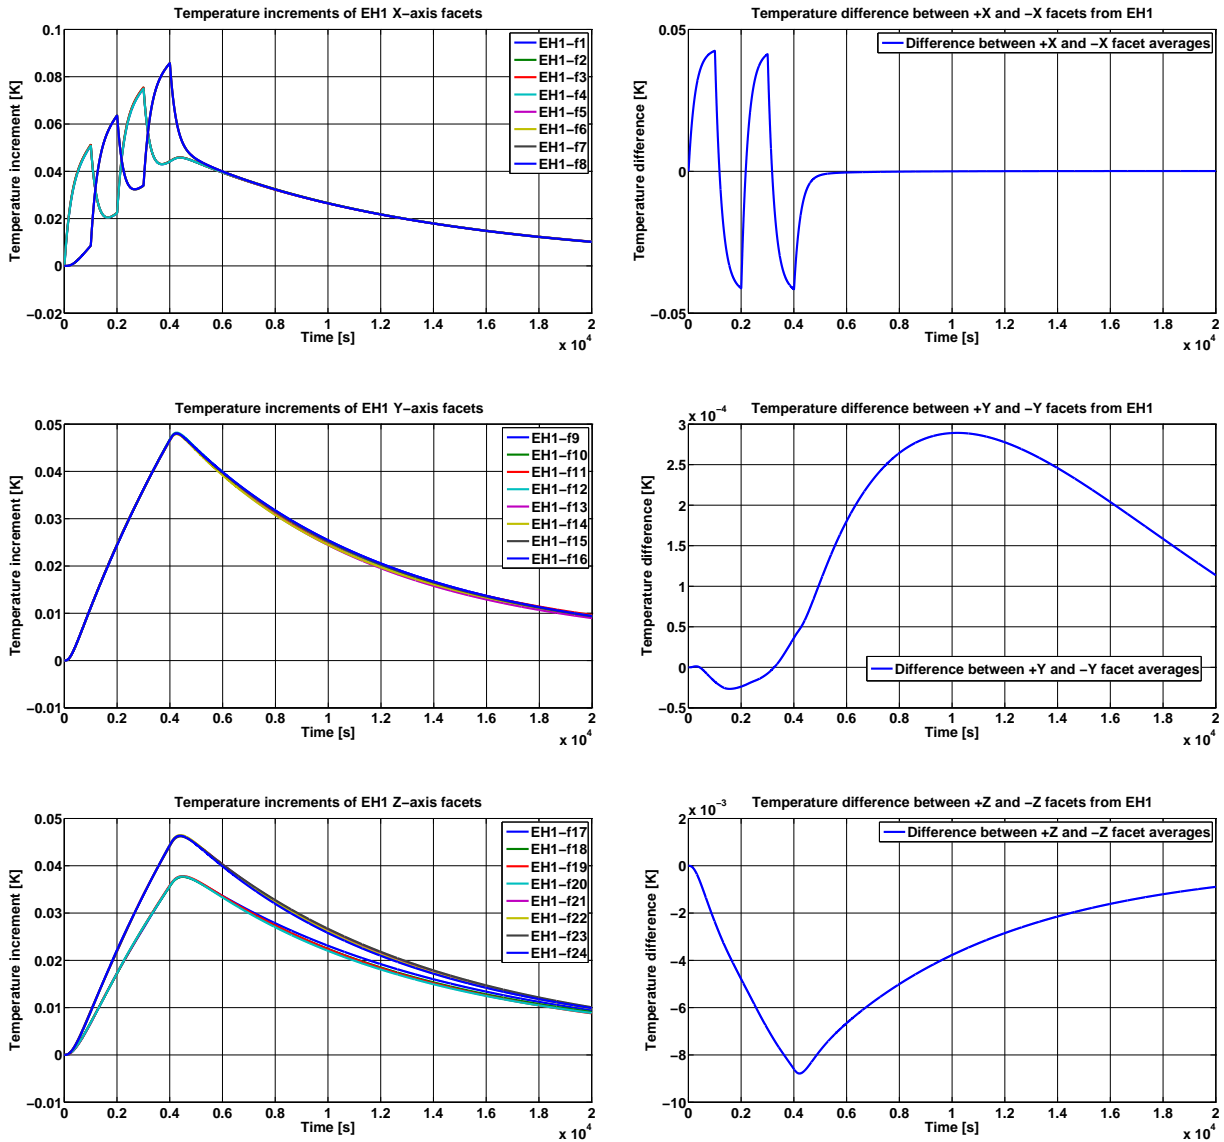 Temperature increments of EH1 X−axis facets
0.1
0.08
0.06
0.04
0.02
0
−0.02
Temperature increment [K]
EH1−f1
EH1−f2
EH1−f3
EH1−f4
EH1−f5
EH1−f6
EH1−f7
EH1−f8
0 0.2 0.4 0.6 0.8 1 1.2 1.4 1.6 1.8 2
Time [s]
x 10^4
Temperature difference between +X and −X facets from EH1
0.05
0
−0.05
Temperature difference [K]
Difference between +X and −X facet averages
0 0.2 0.4 0.6 0.8 1 1.2 1.4 1.6 1.8 2
Time [s]
x 10^4
Temperature increments of EH1 Y−axis facets
0.05
0.04
0.03
0.02
0.01
0
−0.01
Temperature increment [K]
EH1−f9
EH1−f10
EH1−f11
EH1−f12
EH1−f13
EH1−f14
EH1−f15
EH1−f16
0 0.2 0.4 0.6 0.8 1 1.2 1.4 1.6 1.8 2
Time [s]
x 10^4
x 10^−4
Temperature difference between +Y and −Y facets from EH1
3
2.5
2
1.5
1
0.5
0
−0.5
Temperature difference [K]
Difference between +Y and −Y facet averages
0 0.2 0.4 0.6 0.8 1 1.2 1.4 1.6 1.8 2
Time [s]
x 10^4
Temperature increments of EH1 Z−axis facets
0.05
0.04
0.03
0.02
0.01
0
−0.01
Temperature increment [K]
EH1−f17
EH1−f18
EH1−f19
EH1−f20
EH1−f21
EH1−f22
EH1−f23
EH1−f24
0 0.2 0.4 0.6 0.8 1 1.2 1.4 1.6 1.8 2
Time [s]
x 10^4
x 10^−3
Temperature difference between +Z and −Z facets from EH1
2
0
−2
−4
−6
−8
−10
Temperature difference [K]
Difference between +Z and −Z facet averages
0 0.2 0.4 0.6 0.8 1 1.2 1.4 1.6 1.8 2
Time [s]
x 10^4